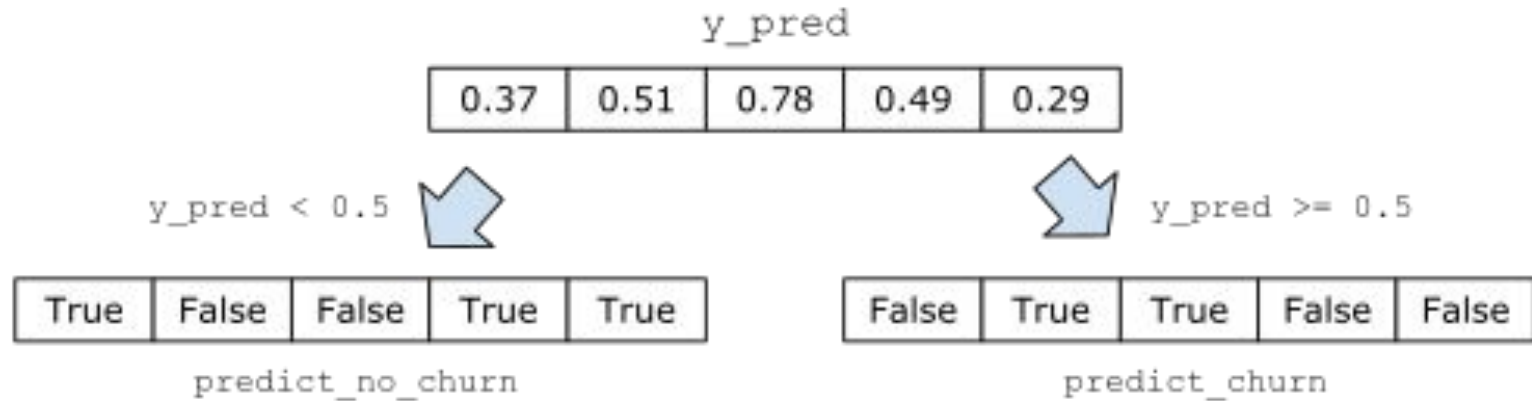 y_pred
0.37 0.51 0.78 0.49 0.29
y_pred < 0.5
y_pred >= 0.5
True False False True True
False True True False False
predict_no_churn
predict_churn